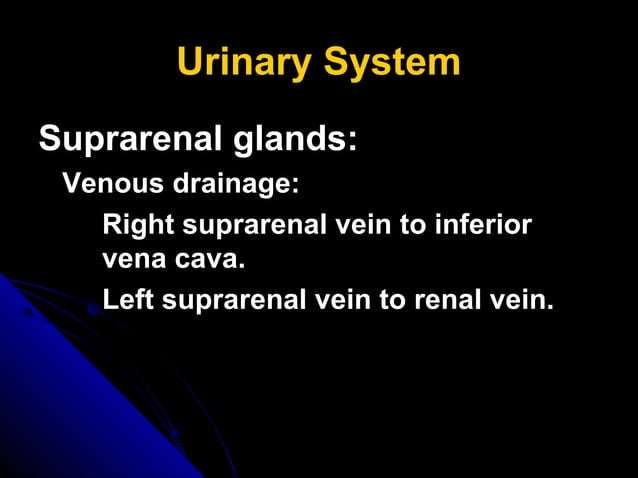 Urinary System
Suprarenal glands:
Venous drainage:
Right suprarenal vein to inferior
vena cava.
Left suprarenal vein to renal vein.